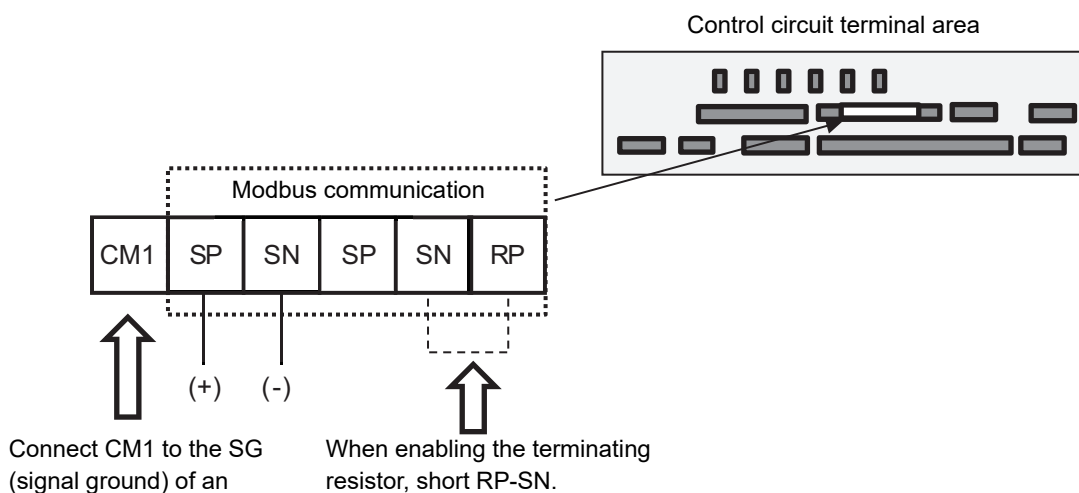 Control circuit terminal area
Modbus communication
CM1 SP SN SP SN RP
(+) (-)
Connect CM1 to the SG
(signal ground) of an
When enabling the terminating
resistor, short RP-SN.